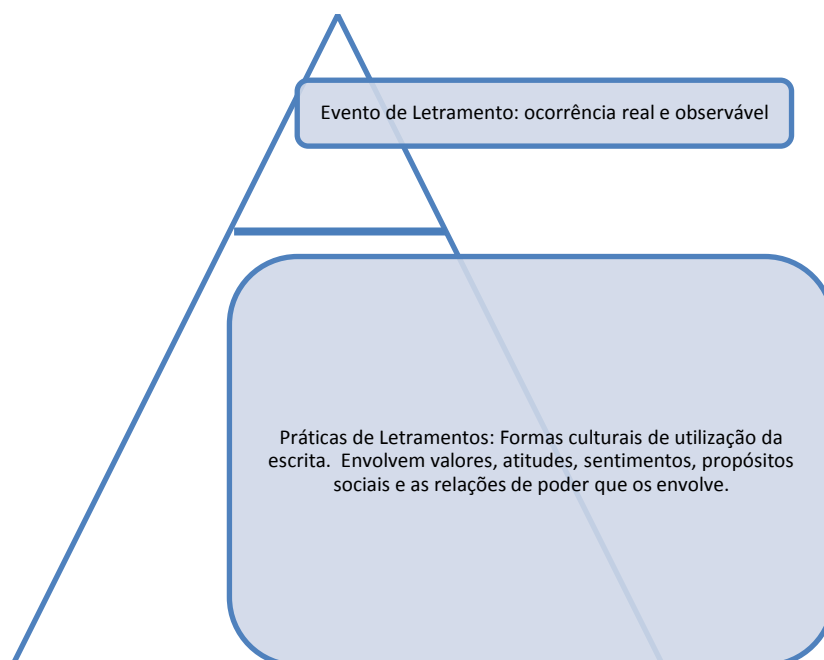 Evento de Letramento: ocorrência real e observável
Práticas de Letramentos: Formas culturais de utilização da
escrita. Envolvem valores, atitudes, sentimentos, propósitos
sociais e as relações de poder que os envolve.